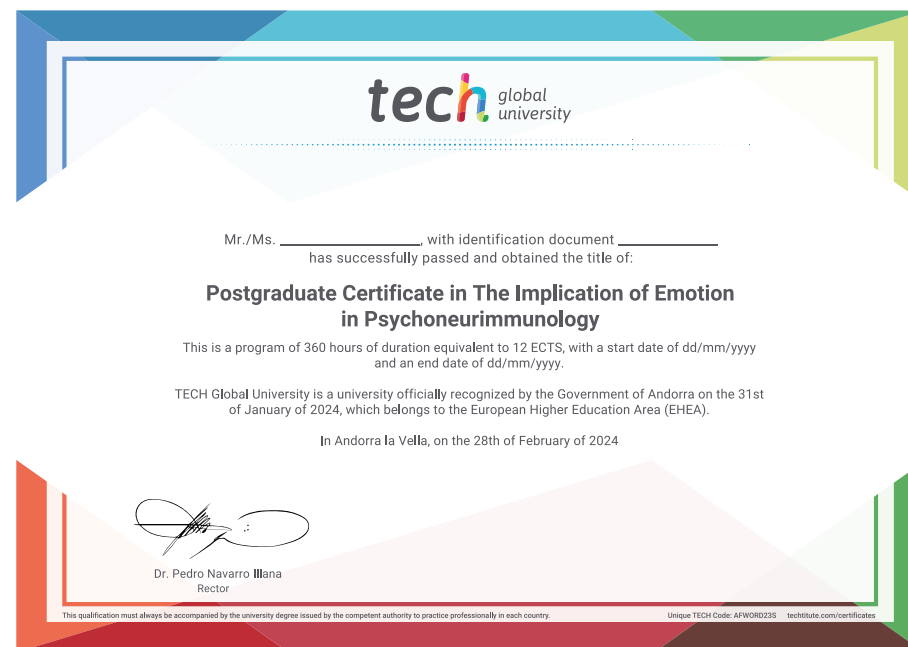 tech global university
Mr./Ms. , with identification document
has successfully passed and obtained the title of:
Postgraduate Certificate in The Implication of Emotion
in Psychoneurimmunology
This is a program of 360 hours of duration equivalent to 12 ECTS, with a start date of dd/mm/yyyy
and an end date of dd/mm/yyyy.
TECH Global University is a university officially recognized by the Government of Andorra on the 31st
of January of 2024, which belongs to the European Higher Education Area (EHEA).
In Andorra la Vella, on the 28th of February of 2024
Dr. Pedro Navarro Illana
Rector
This qualification must always be accompanied by the university degree issued by the competent authority to practice professionally in each country.
Unique TECH Code: AFWORD23S techtitute.com/certificates